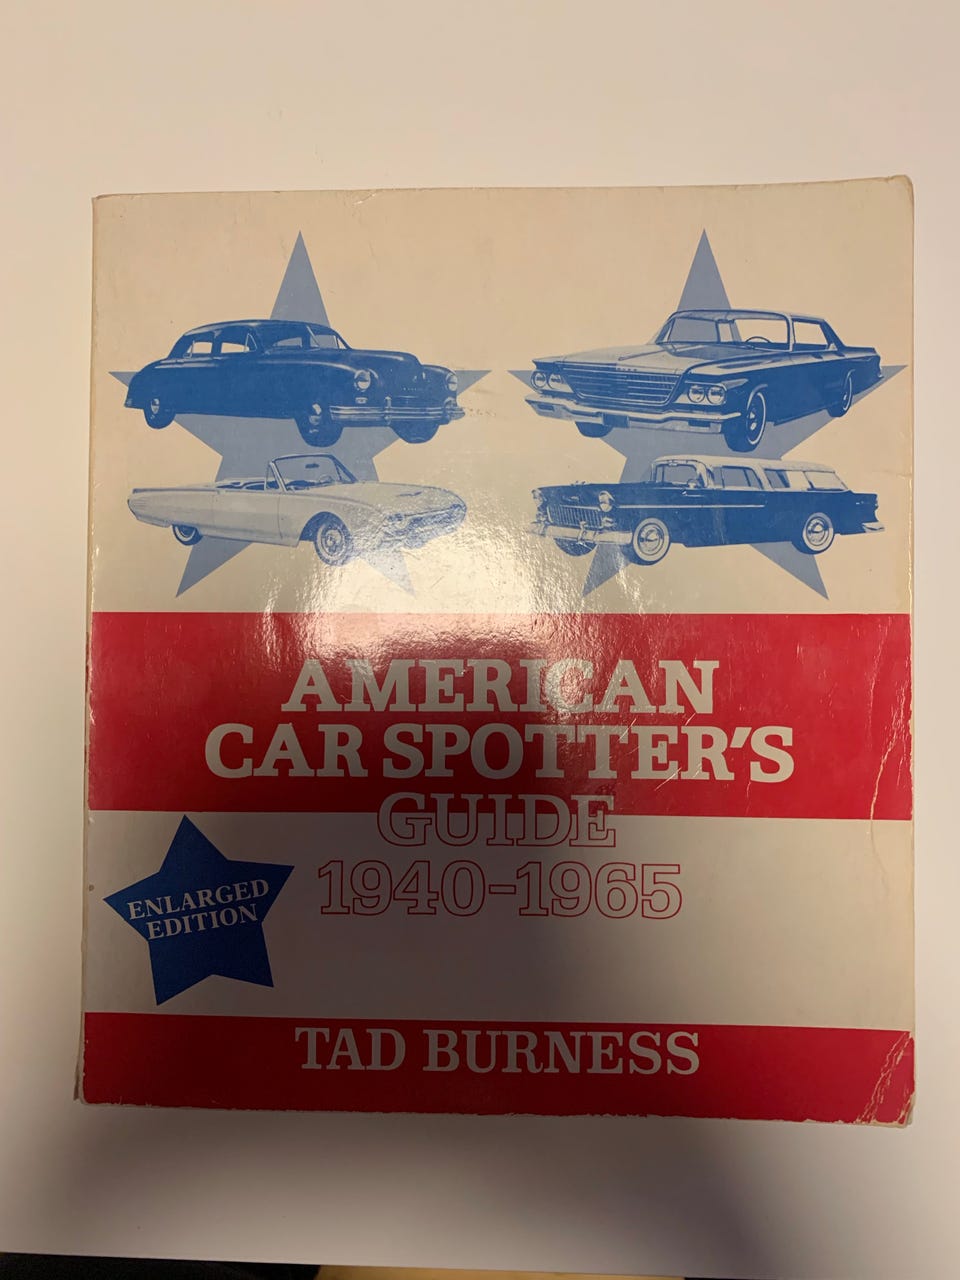 AMERICAN
CAR SPOTTER'S
GUIDE
1940-1965
ENLARGED
EDITION
TAD BURNESS